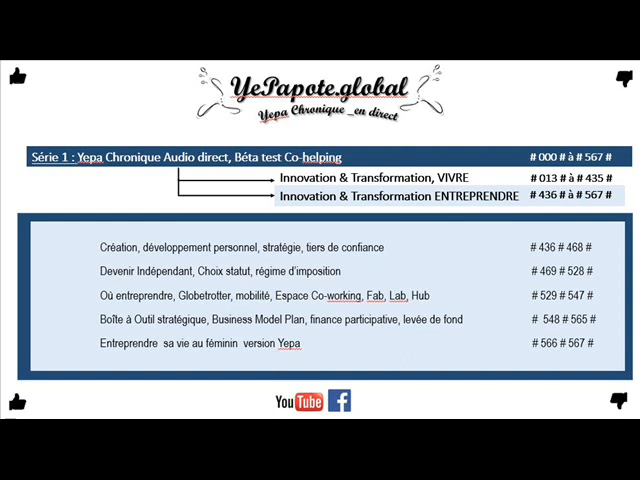 YePapote.global
Yepa Chronique _en direct
Série 1 : Yepa Chronique Audio direct, Béta test Co-helping # 000 # à # 567 #
Innovation & Transformation, VIVRE # 013 # à # 435 #
Innovation & Transformation ENTREPRENDRE # 436 # à # 567 #
Création, développement personnel, stratégie, tiers de confiance # 436 # 468 #
Devenir Indépendant, Choix statut, régime d'imposition # 469 # 528 #
Où entreprendre, Globetrotter, mobilité, Espace Co-working, Fab, Lab, Hub # 529 # 547 #
Boîte à Outil stratégique, Business Model Plan, finance participative, levée de fond # 548 # 565 #
Entreprendre sa vie au féminin version Yepa # 566 # 567 #
YouTube f